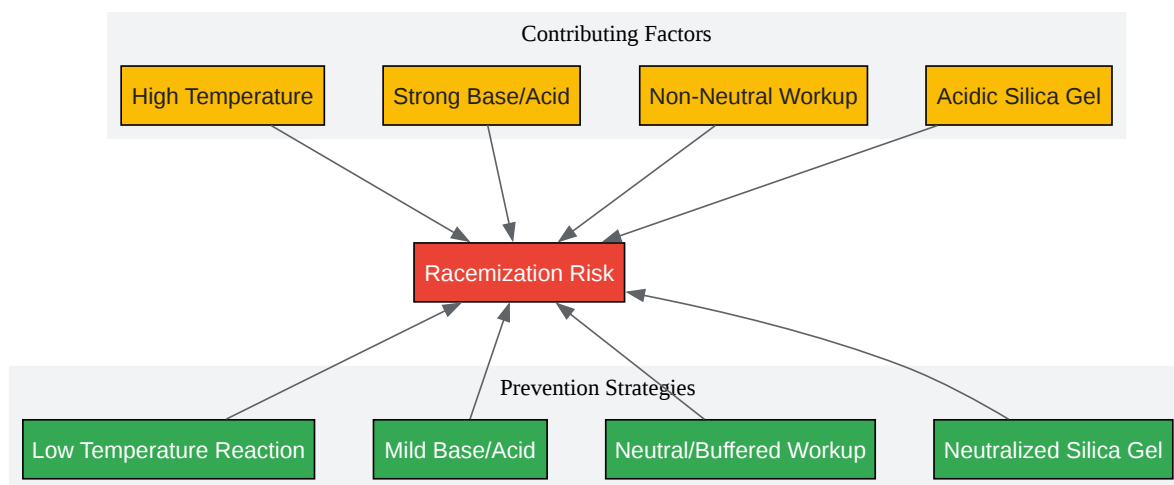 Contributing Factors
High Temperature
Strong Base/Acid
Non-Neutral Workup
Acidic Silica Gel
Racemization Risk
Prevention Strategies
Low Temperature Reaction
Mild Base/Acid
Neutral/Buffered Workup
Neutralized Silica Gel